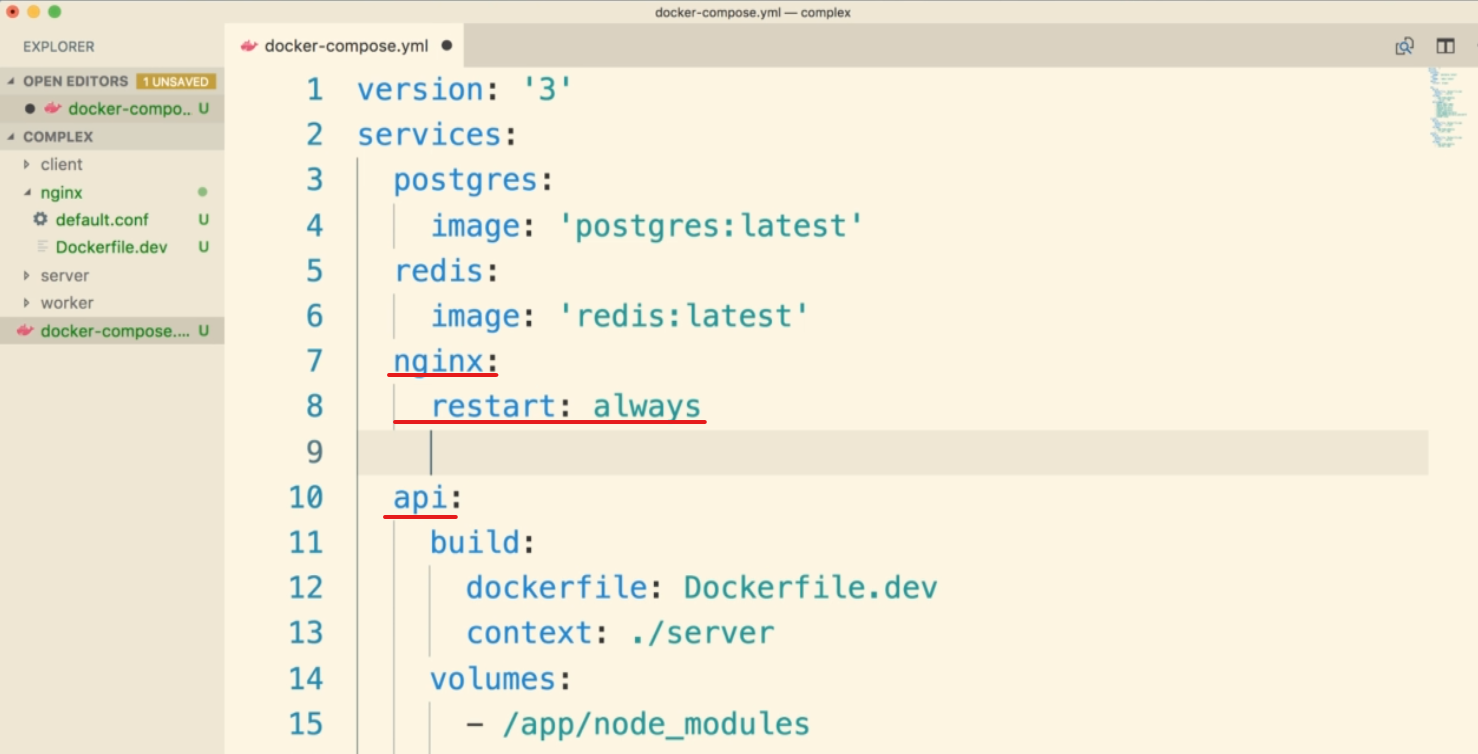 docker-compose.yml — complex
EXPLORER
docker-compose.yml
OPEN EDITORS 1 UNSAVED
docker-compo.. U
COMPLEX
client
nginx
default.conf U
Dockerfile.dev U
server
worker
docker-compose.... U
1 version: '3'
2 services:
3 postgres:
4 image: 'postgres:latest'
5 redis:
6 image: 'redis:latest'
7 nginx:
8 restart: always
9
10 api:
11 build:
12 dockerfile: Dockerfile.dev
13 context: ./server
14 volumes:
15 - /app/node_modules